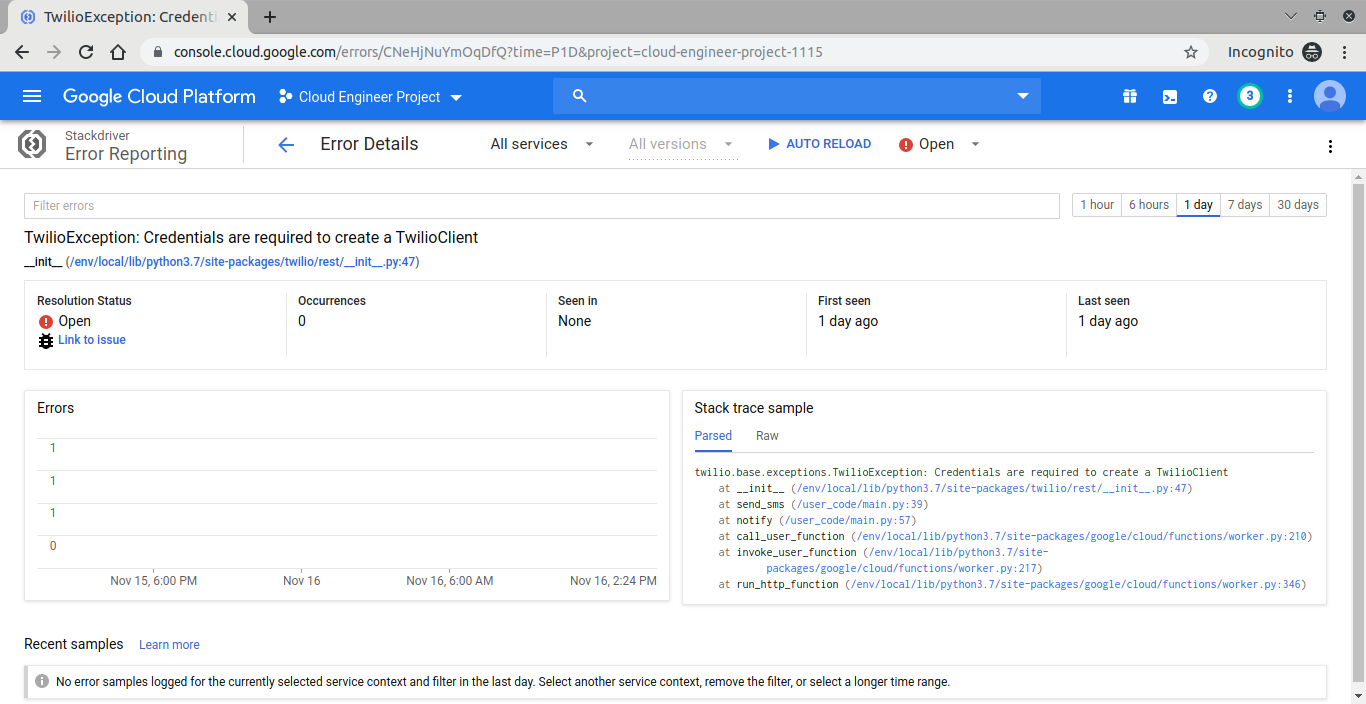 TwilioException: Credenti
console.cloud.google.com/errors/CNeHjNuYmOqDfQ?time=P1D&project=cloud-engineer-project-1115
Incognito
Google Cloud Platform
Cloud Engineer Project
3
Stackdriver
Error Reporting
Error Details
All services
All versions
AUTO RELOAD
Open
Filter errors
1 hour
6 hours
1 day
7 days
30 days
TwilioException: Credentials are required to create a TwilioClient
__init__ (/env/local/lib/python3.7/site-packages/twilio/rest/__init__.py:47)
Resolution Status
Open
Link to issue
Occurrences
0
Seen in
None
First seen
1 day ago
Last seen
1 day ago
Errors
1
1
1
0
Nov 15, 6:00 PM
Nov 16
Nov 16, 6:00 AM
Nov 16, 2:24 PM
Stack trace sample
Parsed
Raw
twilio.base.exceptions.TwilioException: Credentials are required to create a TwilioClient
at __init__ (/env/local/lib/python3.7/site-packages/twilio/rest/__init__.py:47)
at send_sms (/user_code/main.py:39)
at notify (/user_code/main.py:57)
at call_user_function (/env/local/lib/python3.7/site-packages/google/cloud/functions/worker.py:210)
at invoke_user_function (/env/local/lib/python3.7/site-
packages/google/cloud/functions/worker.py:217)
at run_http_function (/env/local/lib/python3.7/site-packages/google/cloud/functions/worker.py:346)
Recent samples
Learn more
No error samples logged for the currently selected service context and filter in the last day. Select another service context, remove the filter, or select a longer time range.